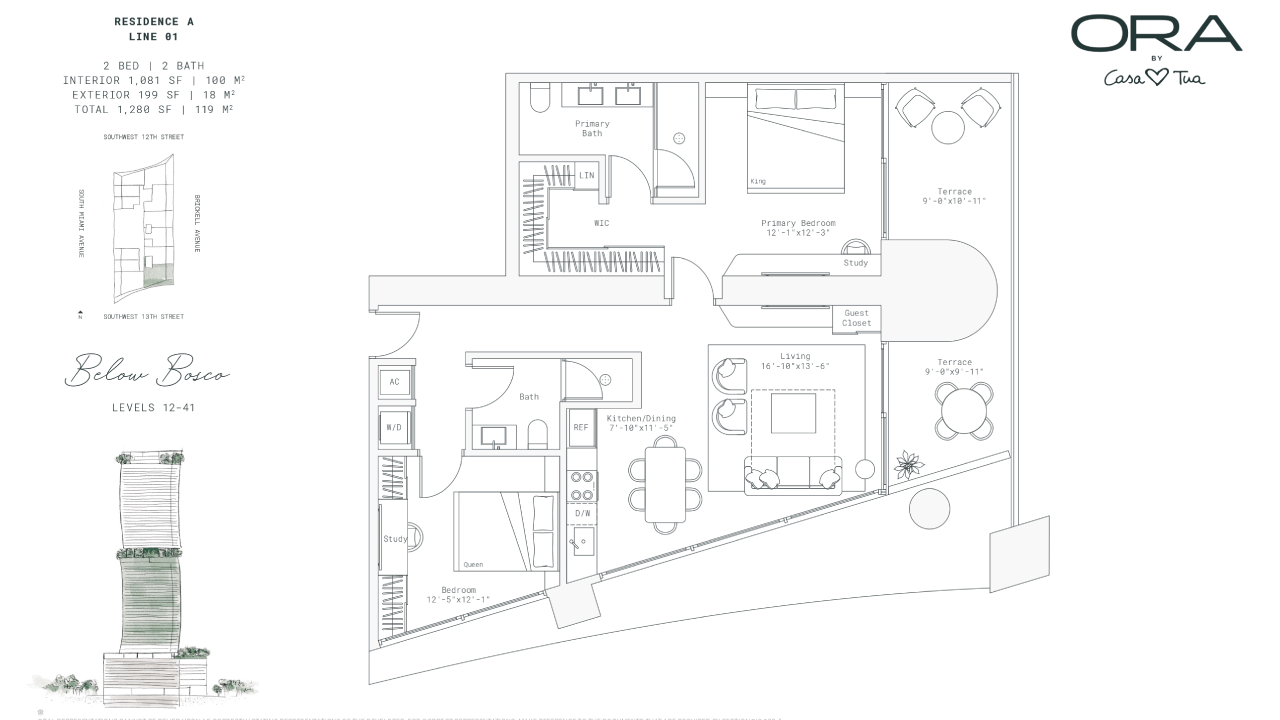 RESIDENCE A
LINE 01
2 BED | 2 BATH
INTERIOR 1,081 SF | 100 M²
EXTERIOR 199 SF | 18 M²
TOTAL 1,280 SF | 119 M²
SOUTHWEST 12TH STREET
SOUTH MIAMI AVENUE
BRICKELL AVENUE
N
SOUTHWEST 13TH STREET
Below Bosco
LEVELS 12-41
ORA
BY
Casa Tua
Primary
Bath
LIN
WIC
King
Primary Bedroom
12'-1"x12'-3"
Study
Terrace
9'-0"x10'-11"
Guest
Closet
Living
16'-10"x13'-6"
Terrace
9'-0"x9'-11"
AC
W/D
Bath
REF
Kitchen/Dining
7'-10"x11'-5"
D/W
Study
Queen
Bedroom
12'-5"x12'-1"